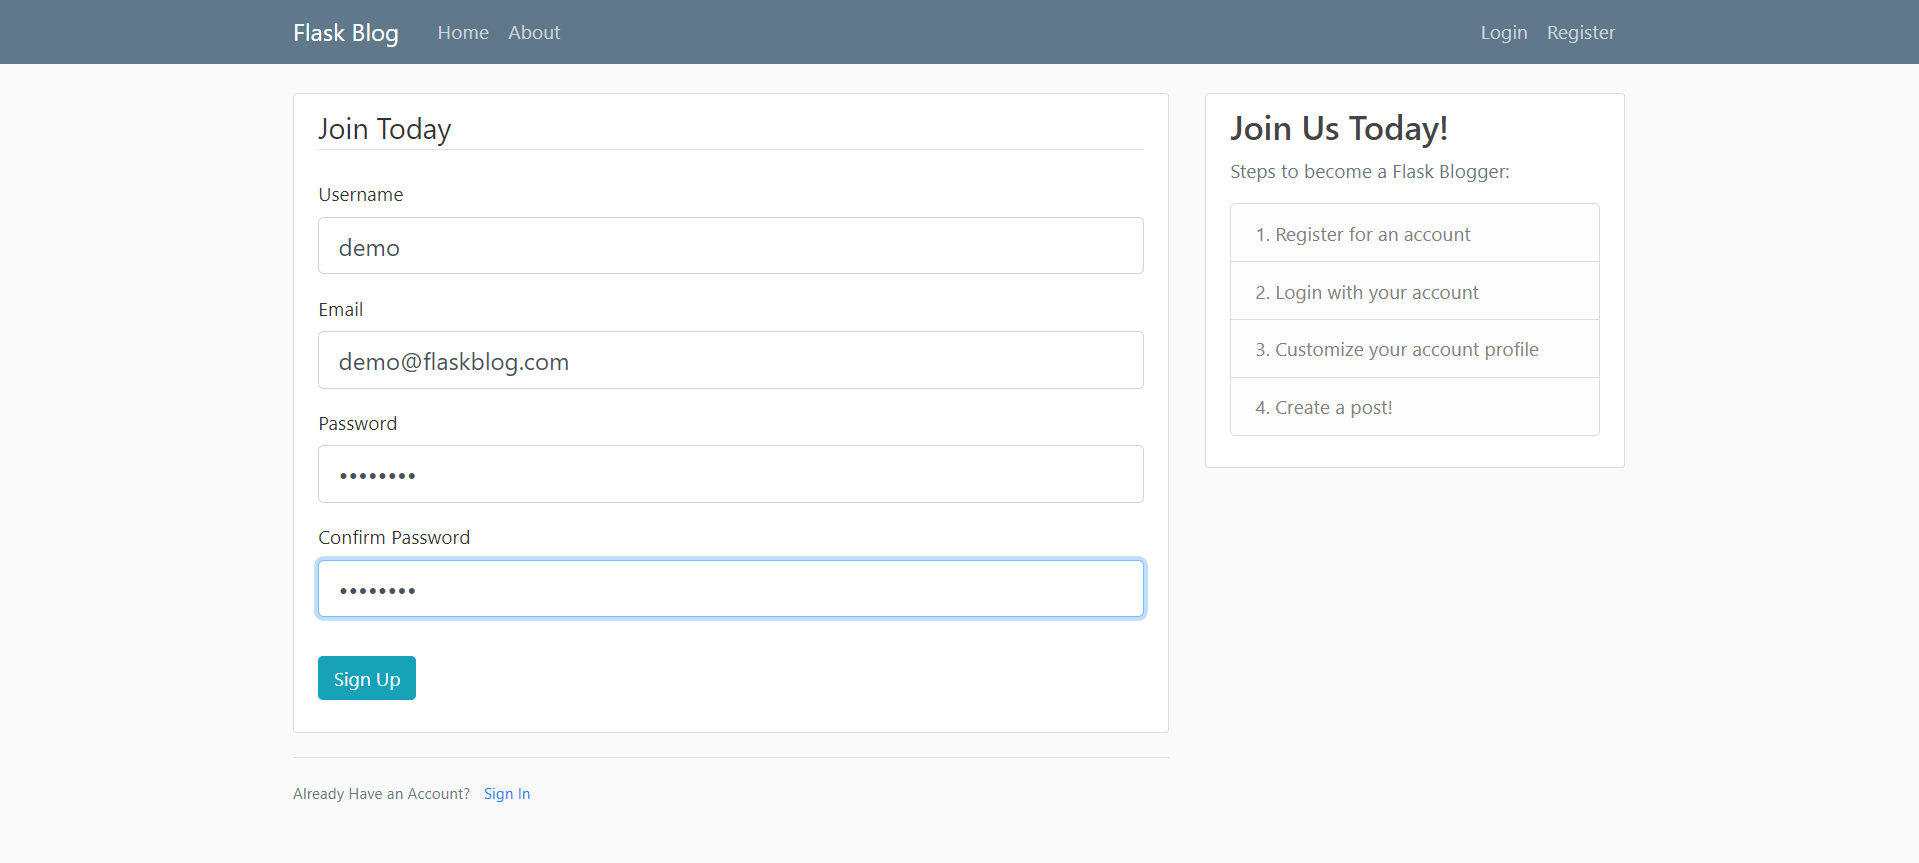 Flask Blog Home About Login Register
Join Today
Username
demo
Email
demo@flaskblog.com
Password
••••••••
Confirm Password
••••••••
Sign Up
Already Have an Account? Sign In
Join Us Today!
Steps to become a Flask Blogger:
1. Register for an account
2. Login with your account
3. Customize your account profile
4. Create a post!